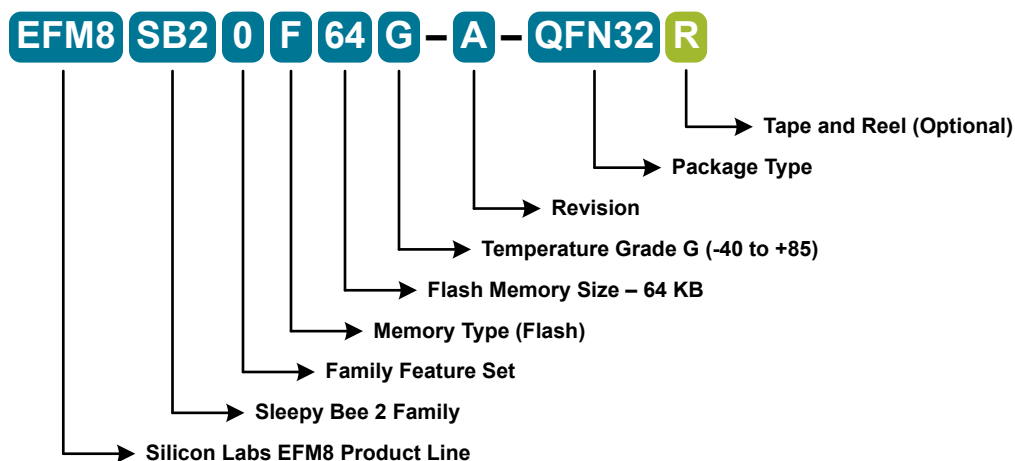 EFM8 SB2 0 F 64 G – A – QFN32 R
Tape and Reel (Optional)
Package Type
Revision
Temperature Grade G (-40 to +85)
Flash Memory Size – 64 KB
Memory Type (Flash)
Family Feature Set
Sleepy Bee 2 Family
Silicon Labs EFM8 Product Line